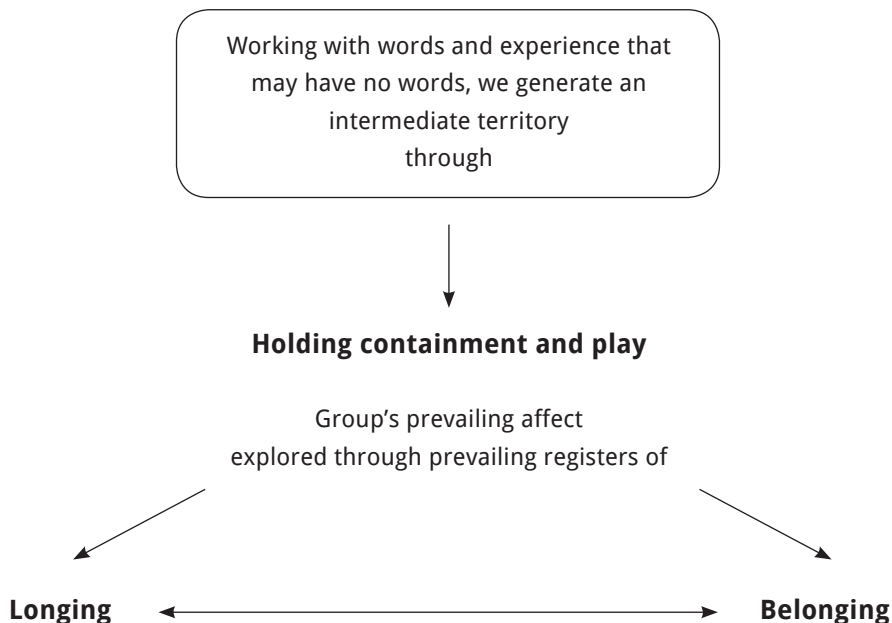 Working with words and experience that
may have no words, we generate an
intermediate territory
through
Holding containment and play
Group’s prevailing affect
explored through prevailing registers of
Longing
Belonging